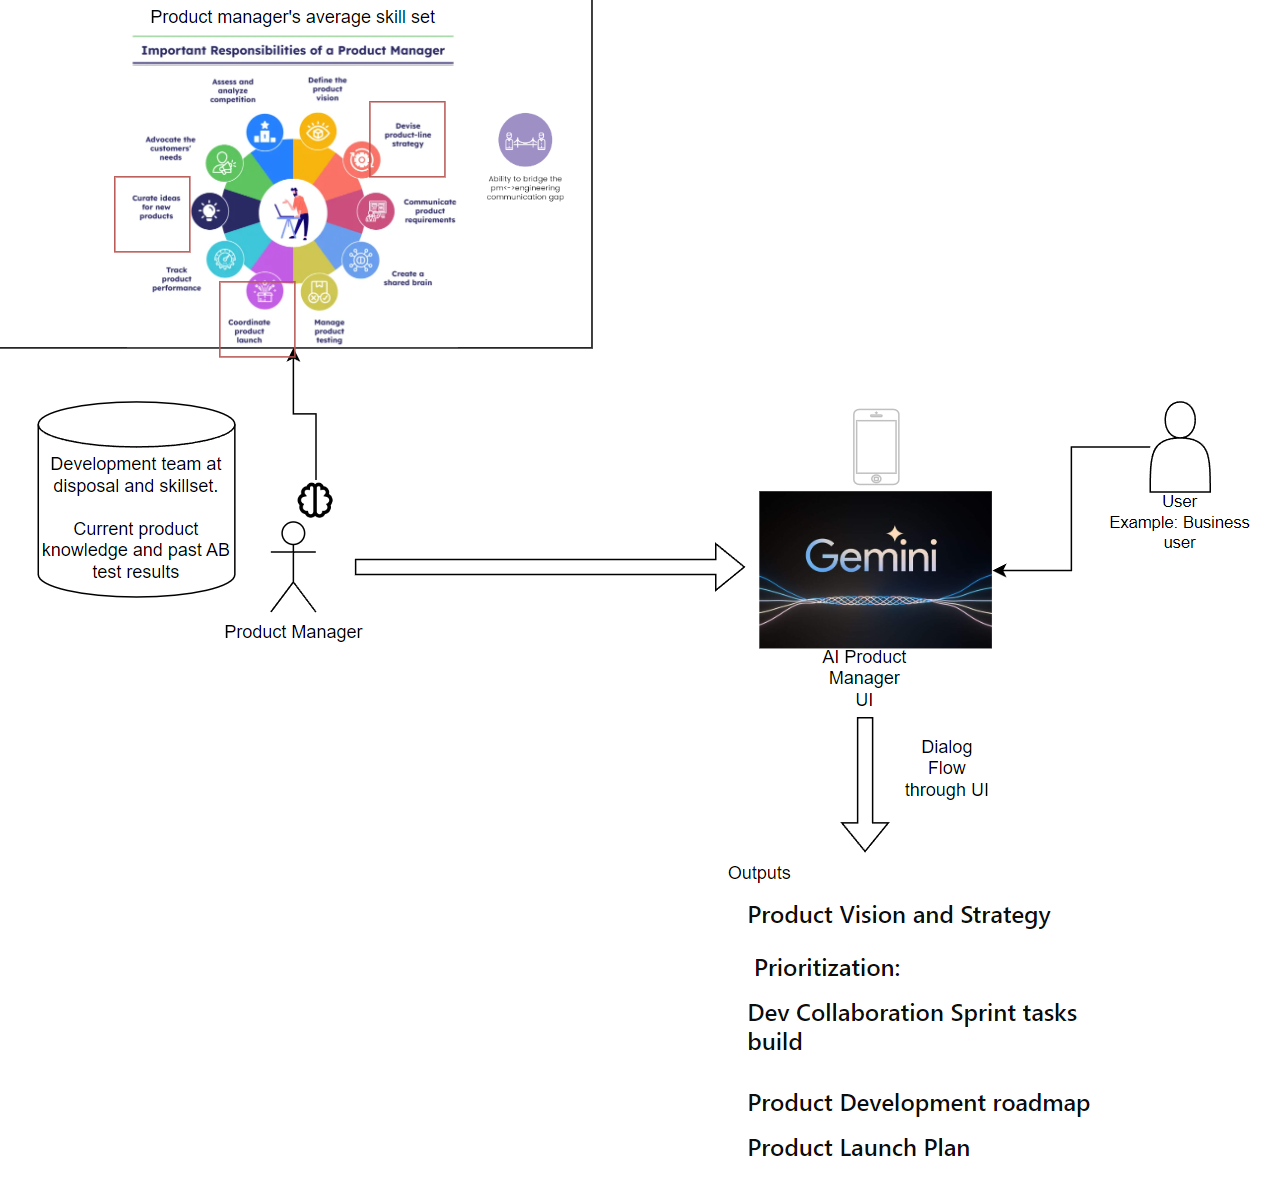 Product manager's average skill set
Important Responsibilities of a Product Manager
Assess and
analyze
competition
Define the
product
vision
Devise
product-line
strategy
Advocate the
customers'
needs
Curate ideas
for new
products
Communicate
product
requirements
Track
product
performance
Create a
shared brain
Coordinate
product
launch
Manage
product
testing
Ability to bridge the
pm<->engineering
communication gap
Development team at
disposal and skillset.
Current product
knowledge and past AB
test results
Product Manager
Gemini
AI Product
Manager
UI
User
Example: Business
user
Dialog
Flow
through UI
Outputs
Product Vision and Strategy
Prioritization:
Dev Collaboration Sprint tasks
build
Product Development roadmap
Product Launch Plan